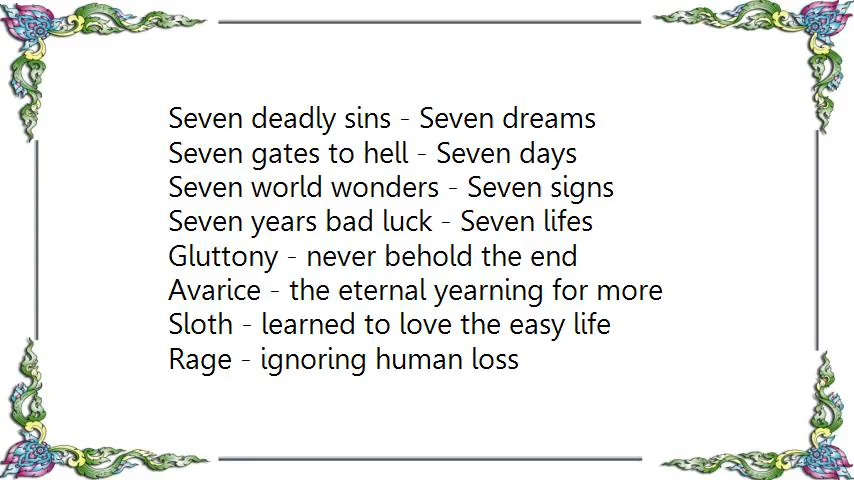 Seven deadly sins - Seven dreams
Seven gates to hell - Seven days
Seven world wonders - Seven signs
Seven years bad luck - Seven lifes
Gluttony - never behold the end
Avarice - the eternal yearning for more
Sloth - learned to love the easy life
Rage - ignoring human loss